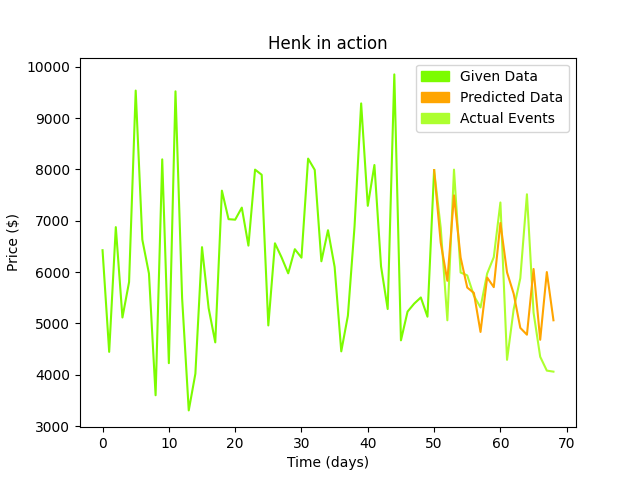 Henk in action
Given Data
Predicted Data
Actual Events
Price ($)
10000
9000
8000
7000
6000
5000
4000
3000
0 10 20 30 40 50 60 70
Time (days)